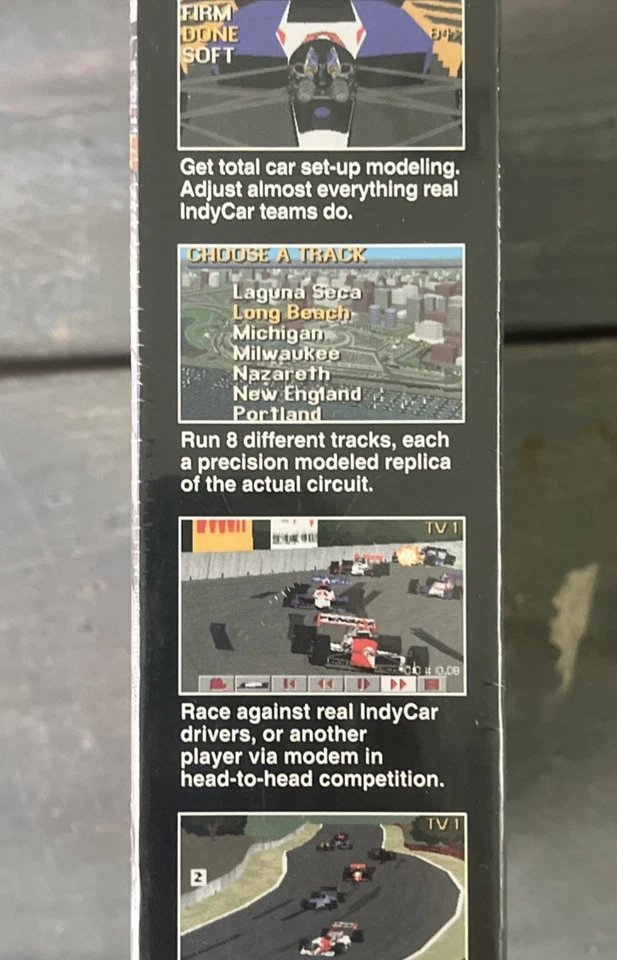 FIRM
DONE 84%
SOFT
Get total car set-up modeling.
Adjust almost everything real
IndyCar teams do.
CHOOSE A TRACK
Laguna Seca
Long Beach
Michigan
Milwaukee
Nazareth
New England
Portland
Run 8 different tracks, each
a precision modeled replica
of the actual circuit.
TV 1
Race against real IndyCar
drivers, or another
player via modem in
head-to-head competition.
TV 1
2